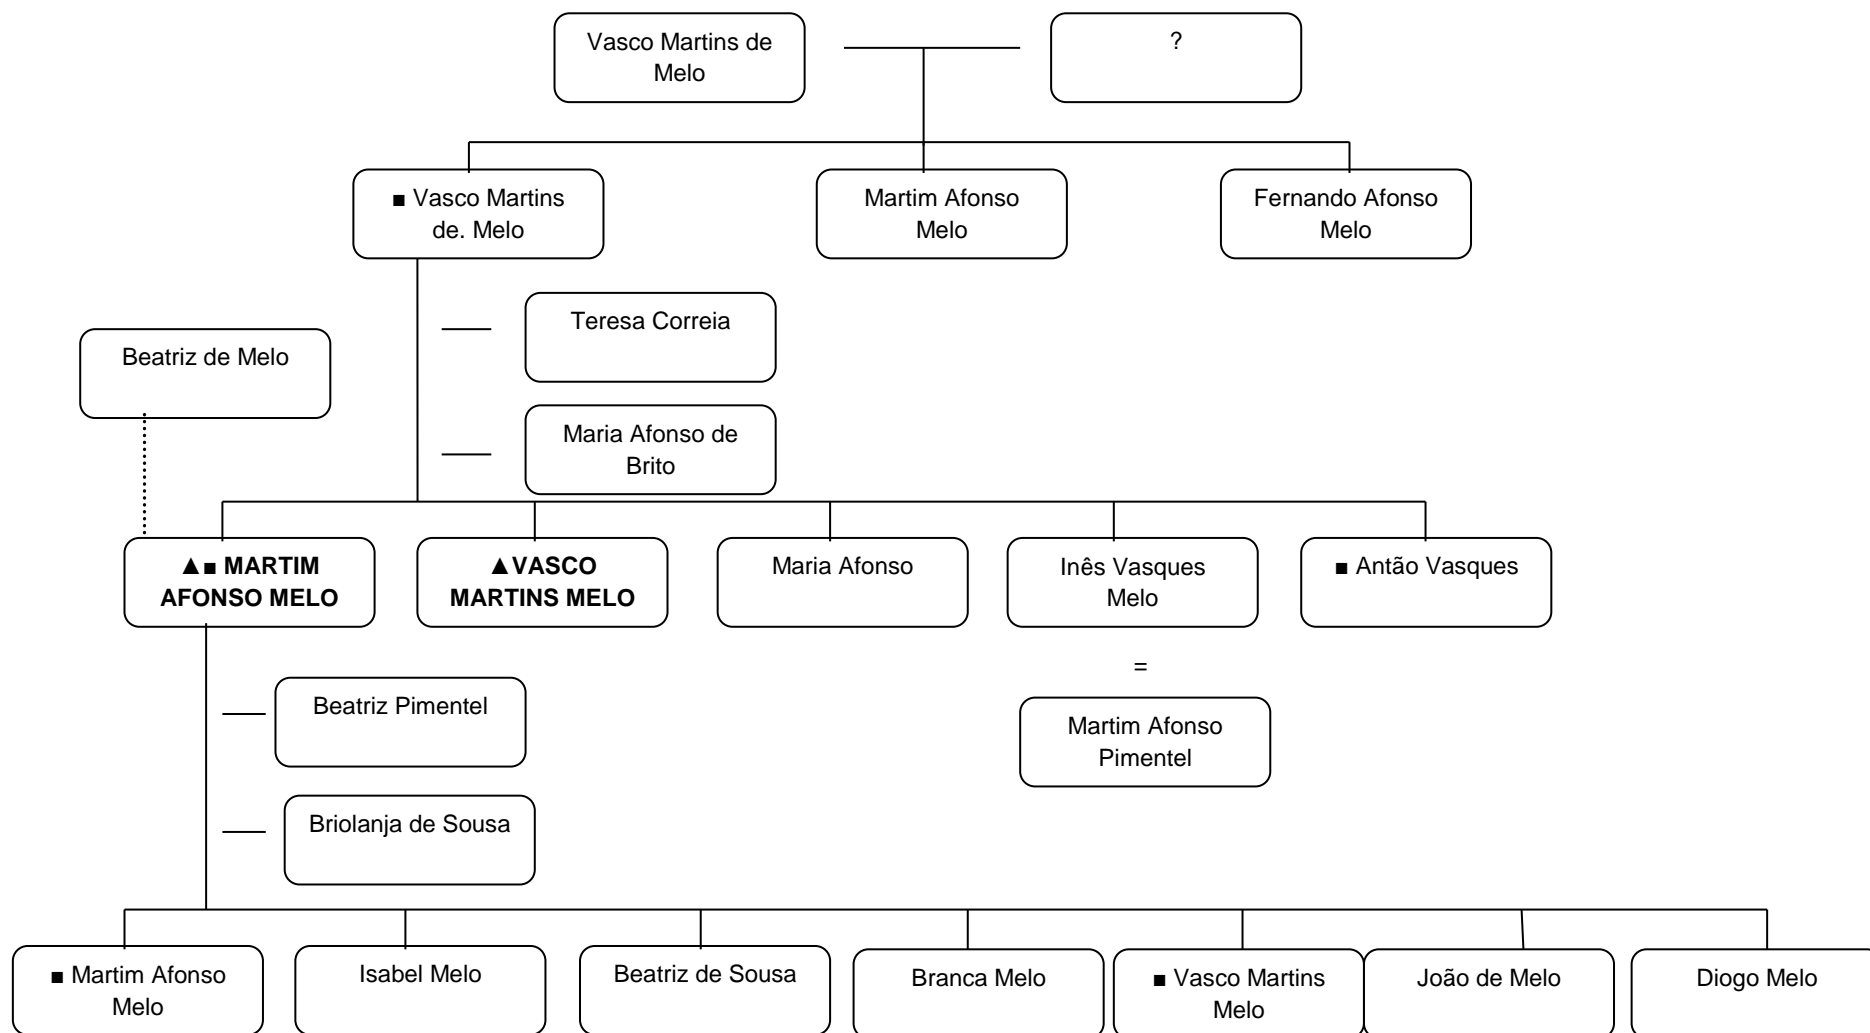 Vasco Martins de
Melo
?
■ Vasco Martins
de. Melo
Martim Afonso
Melo
Fernando Afonso
Melo
Teresa Correia
Beatriz de Melo
Maria Afonso de
Brito
▲■ MARTIM
AFONSO MELO
▲VASCO
MARTINS MELO
Maria Afonso
Inês Vasques
Melo
■ Antão Vasques
=
Beatriz Pimentel
Martim Afonso
Pimentel
Briolanja de Sousa
■ Martim Afonso
Melo
Isabel Melo
Beatriz de Sousa
Branca Melo
■ Vasco Martins
Melo
João de Melo
Diogo Melo